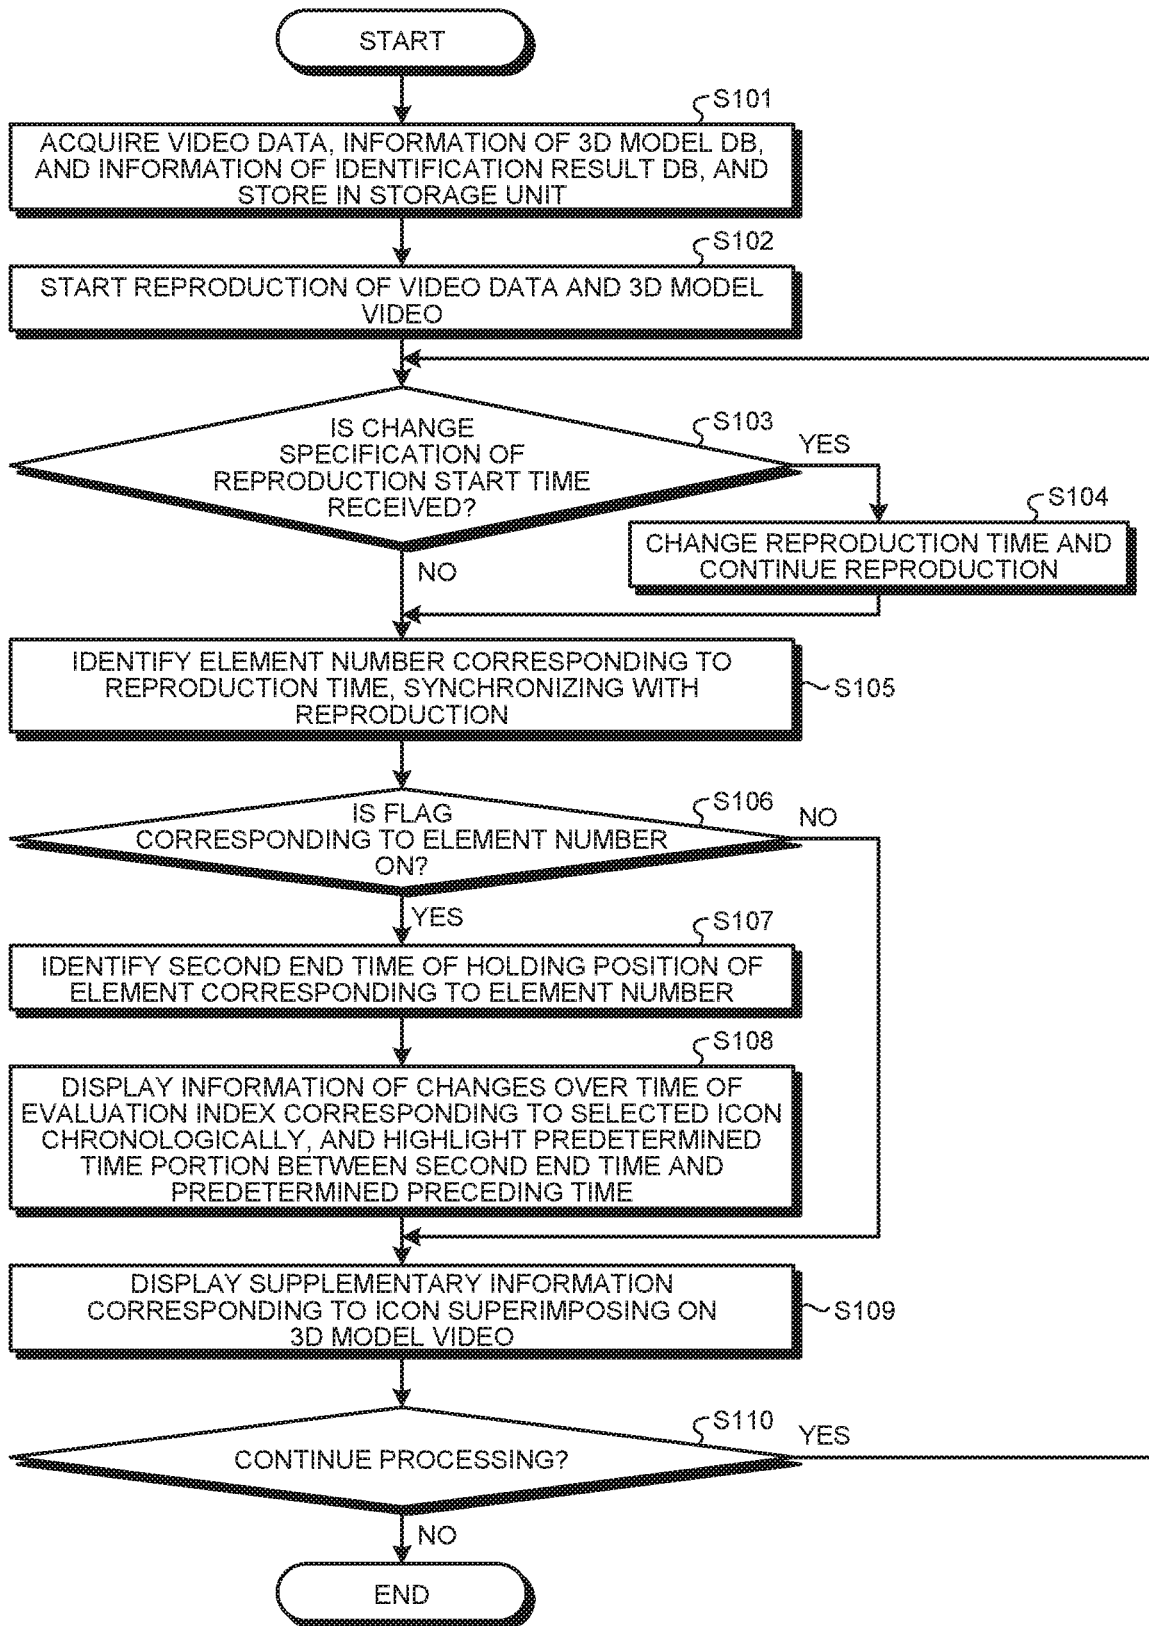 START
S101
ACQUIRE VIDEO DATA, INFORMATION OF 3D MODEL DB,
AND INFORMATION OF IDENTIFICATION RESULT DB, AND
STORE IN STORAGE UNIT
S102
START REPRODUCTION OF VIDEO DATA AND 3D MODEL
VIDEO
S103
IS CHANGE
SPECIFICATION OF
REPRODUCTION START TIME
RECEIVED?
YES
S104
CHANGE REPRODUCTION TIME AND
CONTINUE REPRODUCTION
NO
IDENTIFY ELEMENT NUMBER CORRESPONDING TO
REPRODUCTION TIME, SYNCHRONIZING WITH
REPRODUCTION
S105
S106
IS FLAG
CORRESPONDING TO ELEMENT NUMBER
ON?
NO
YES
S107
IDENTIFY SECOND END TIME OF HOLDING POSITION OF
ELEMENT CORRESPONDING TO ELEMENT NUMBER
S108
DISPLAY INFORMATION OF CHANGES OVER TIME OF
EVALUATION INDEX CORRESPONDING TO SELECTED ICON
CHRONOLOGICALLY, AND HIGHLIGHT PREDETERMINED
TIME PORTION BETWEEN SECOND END TIME AND
PREDETERMINED PRECEDING TIME
DISPLAY SUPPLEMENTARY INFORMATION
CORRESPONDING TO ICON SUPERIMPOSING ON
3D MODEL VIDEO
S109
S110
CONTINUE PROCESSING?
YES
NO
END